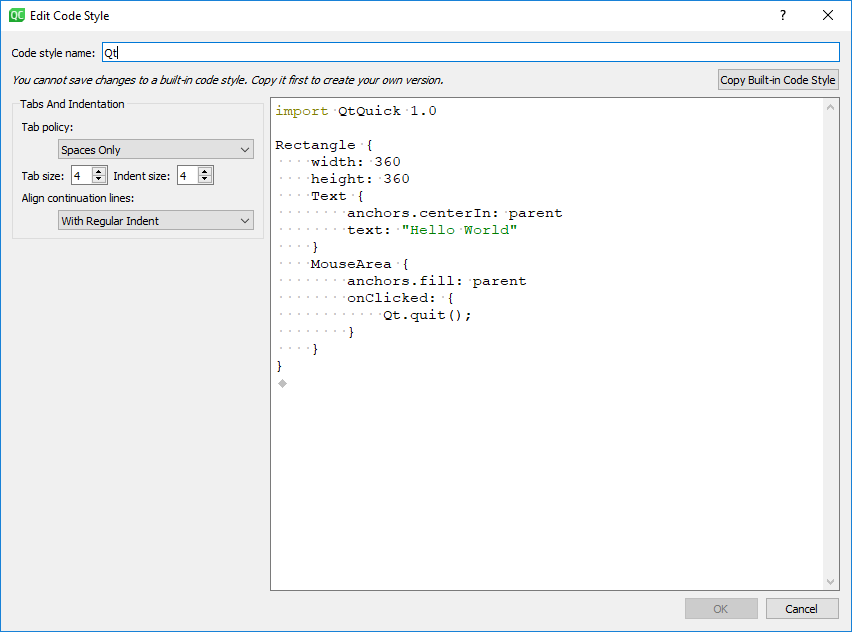 QC Edit Code Style ?
Code style name: Qt
You cannot save changes to a built-in code style. Copy it first to create your own version. Copy Built-in Code Style
Tabs And Indentation
Tab policy:
Spaces Only
Tab size: 4 Indent size: 4
Align continuation lines:
With Regular Indent
import QtQuick 1.0
Rectangle {
    width: 360
    height: 360
    Text {
        anchors.centerIn: parent
        text: "Hello World"
    }
    MouseArea {
        anchors.fill: parent
        onClicked: {
            Qt.quit();
        }
    }
}
OK Cancel